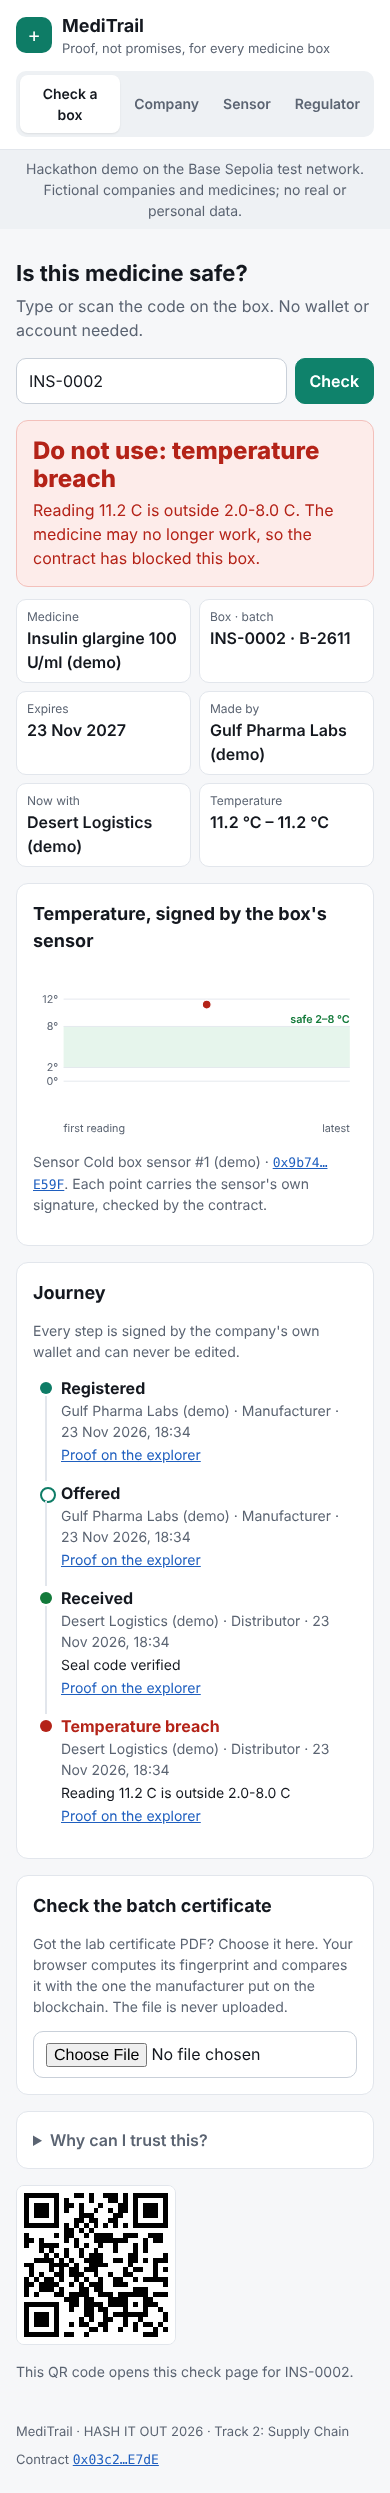 MediTrail
Proof, not promises, for every medicine box
Check a
box
Company
Sensor
Regulator
Hackathon demo on the Base Sepolia test network.
Fictional companies and medicines; no real or
personal data.
Is this medicine safe?
Type or scan the code on the box. No wallet or
account needed.
INS-0002
Check
Do not use: temperature
breach
Reading 11.2 C is outside 2.0-8.0 C. The
medicine may no longer work, so the
contract has blocked this box.
Medicine
Insulin glargine 100
U/ml (demo)
Box · batch
INS-0002 · B-2611
Expires
23 Nov 2027
Made by
Gulf Pharma Labs
(demo)
Now with
Desert Logistics
(demo)
Temperature
11.2 °C – 11.2 °C
Temperature, signed by the box's
sensor
12°
8°
safe 2–8 °C
2°
0°
first reading
latest
Sensor Cold box sensor #1 (demo) · 0x9b74…
E59F. Each point carries the sensor's own
signature, checked by the contract.
Journey
Every step is signed by the company's own
wallet and can never be edited.
Registered
Gulf Pharma Labs (demo) · Manufacturer ·
23 Nov 2026, 18:34
Proof on the explorer
Offered
Gulf Pharma Labs (demo) · Manufacturer ·
23 Nov 2026, 18:34
Proof on the explorer
Received
Desert Logistics (demo) · Distributor · 23
Nov 2026, 18:34
Seal code verified
Proof on the explorer
Temperature breach
Desert Logistics (demo) · Distributor · 23
Nov 2026, 18:34
Reading 11.2 C is outside 2.0-8.0 C
Proof on the explorer
Check the batch certificate
Got the lab certificate PDF? Choose it here. Your
browser computes its fingerprint and compares
it with the one the manufacturer put on the
blockchain. The file is never uploaded.
Choose File No file chosen
Why can I trust this?
This QR code opens this check page for INS-0002.
MediTrail · HASH IT OUT 2026 · Track 2: Supply Chain
Contract 0x03c2…E7dE